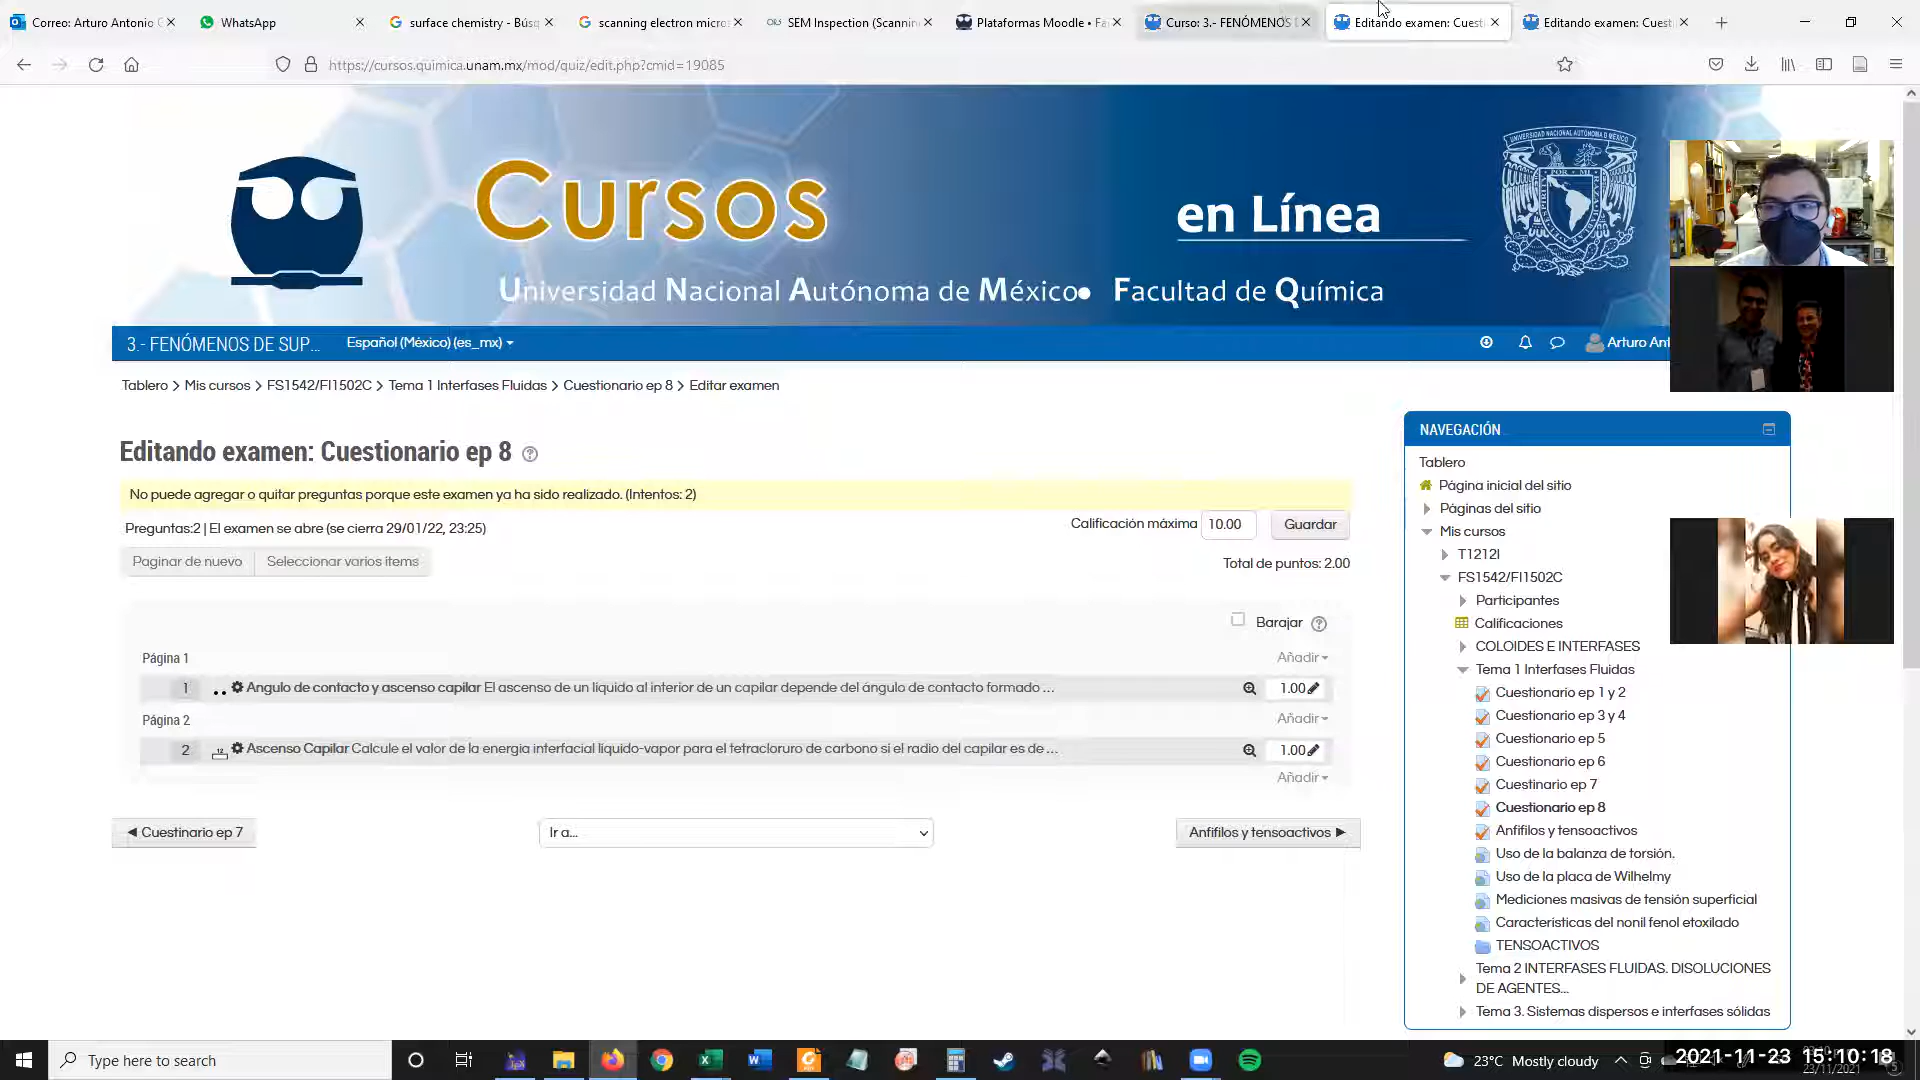 Correo: Arturo Antonio G
WhatsApp
surface chemistry - Búsq
scanning electron micros
SEM Inspection (Scannin
Plataformas Moodle • Fa
Curso: 3.- FENÓMENOS D
Editando examen: Cuesti
Editando examen: Cuesti
https://cursos.quimica.unam.mx/mod/quiz/edit.php?cmid=19085
Cursos
en Línea
Universidad Nacional Autónoma de México• Facultad de Química
3.- FENÓMENOS DE SUP...
Español (México) (es_mx)
Arturo Ant
Tablero > Mis cursos > FS1542/FI1502C > Tema 1 Interfases Fluidas > Cuestionario ep 8 > Editar examen
Editando examen: Cuestionario ep 8
No puede agregar o quitar preguntas porque este examen ya ha sido realizado. (Intentos: 2)
Preguntas:2 | El examen se abre (se cierra 29/01/22, 23:25)
Calificación máxima 10.00 Guardar
Paginar de nuevo Seleccionar varios ítems
Total de puntos: 2.00
Barajar
Página 1
Añadir
1 Angulo de contacto y ascenso capilar El ascenso de un líquido al interior de un capilar depende del ángulo de contacto formado ... 1.00
Página 2
Añadir
2 Ascenso Capilar Calcule el valor de la energía interfacial líquido-vapor para el tetracloruro de carbono si el radio del capilar es de ... 1.00
Añadir
◄ Cuestinario ep 7
Ir a...
Anfifilos y tensoactivos ►
NAVEGACIÓN
Tablero
Página inicial del sitio
Páginas del sitio
Mis cursos
T1212I
FS1542/FI1502C
Participantes
Calificaciones
COLOIDES E INTERFASES
Tema 1 Interfases Fluidas
Cuestionario ep 1 y 2
Cuestionario ep 3 y 4
Cuestionario ep 5
Cuestionario ep 6
Cuestinario ep 7
Cuestionario ep 8
Anfifilos y tensoactivos
Uso de la balanza de torsión.
Uso de la placa de Wilhelmy
Mediciones masivas de tensión superficial
Características del nonil fenol etoxilado
TENSOACTIVOS
Tema 2 INTERFASES FLUIDAS. DISOLUCIONES
DE AGENTES...
Tema 3. Sistemas dispersos e interfases sólidas
Type here to search
23°C Mostly cloudy
2021-11-23 15:10:18
23/11/2021